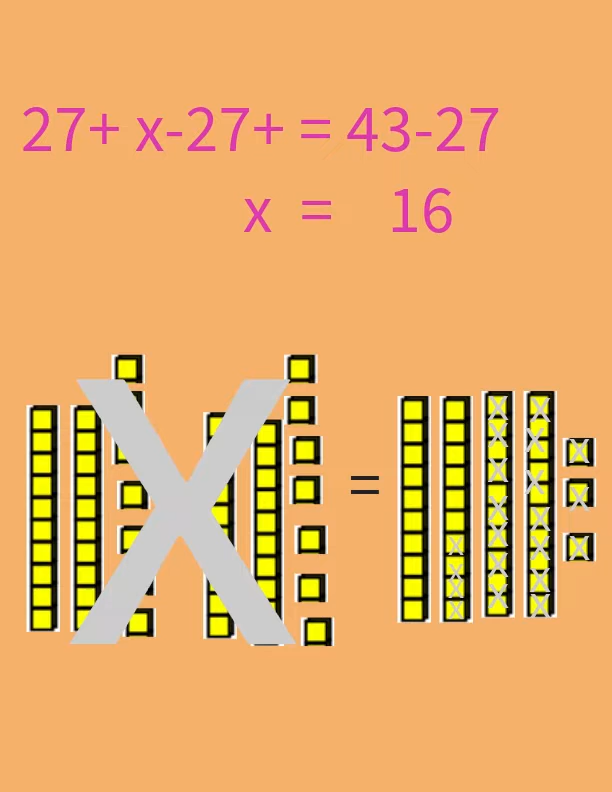 27+ x-27+ = 43-27
x = 16
X =